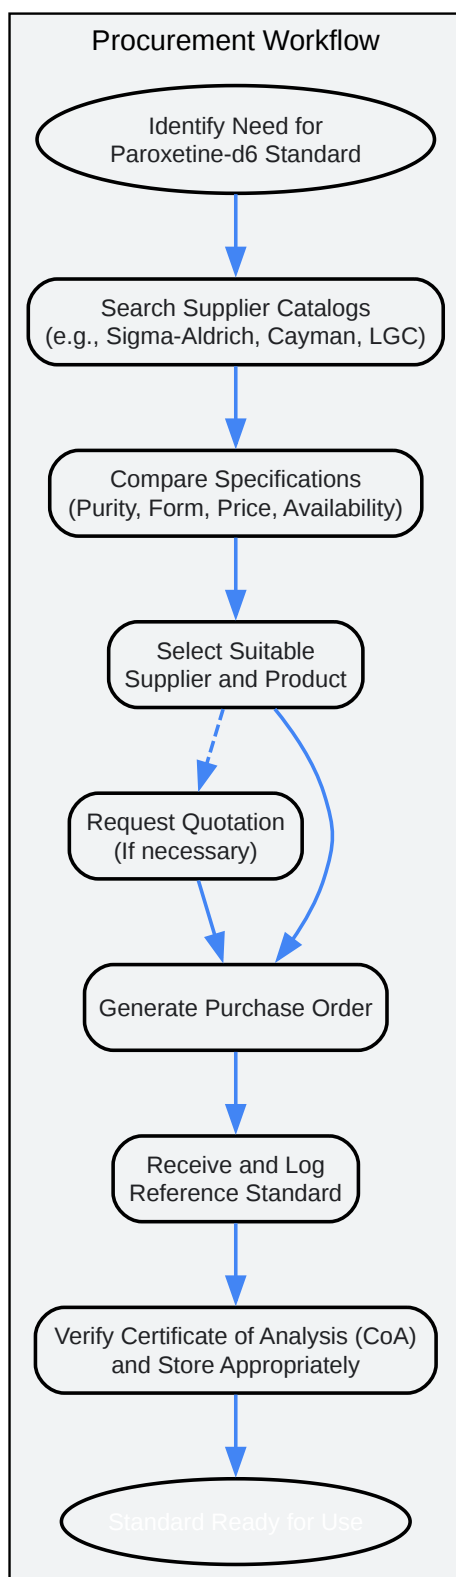 Procurement Workflow
Identify Need for
Paroxetine-d6 Standard
Search Supplier Catalogs
(e.g., Sigma-Aldrich, Cayman, LGC)
Compare Specifications
(Purity, Form, Price, Availability)
Select Suitable
Supplier and Product
Request Quotation
(If necessary)
Generate Purchase Order
Receive and Log
Reference Standard
Verify Certificate of Analysis (CoA)
and Store Appropriately
Standard Ready for Use